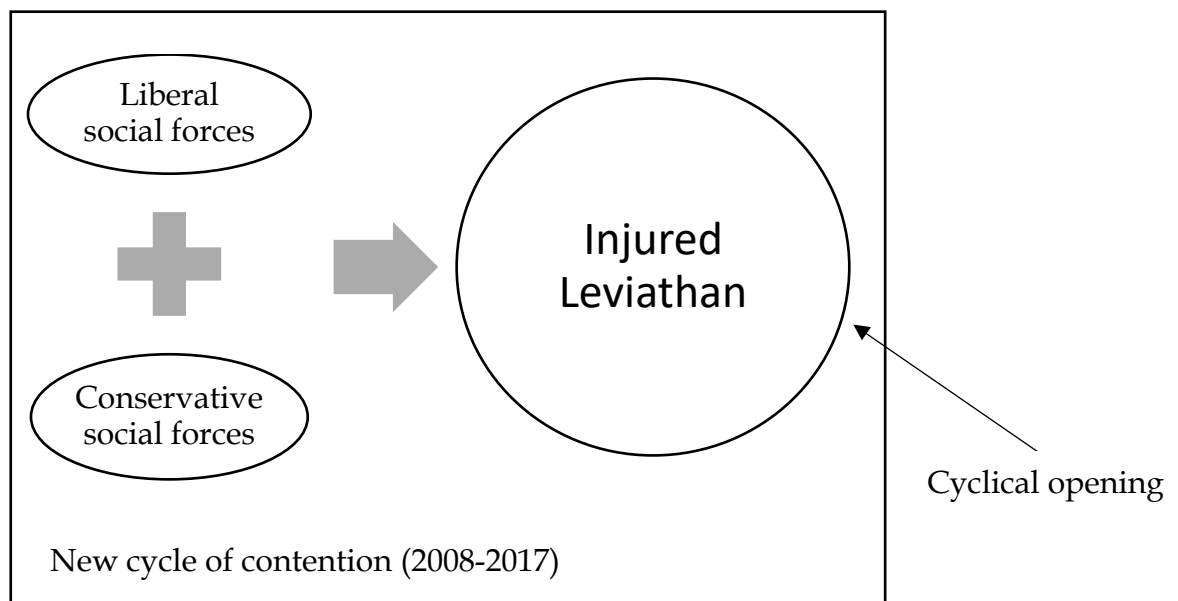 Liberal
social forces
Injured
Leviathan
Conservative
social forces
Cyclical opening
New cycle of contention (2008-2017)